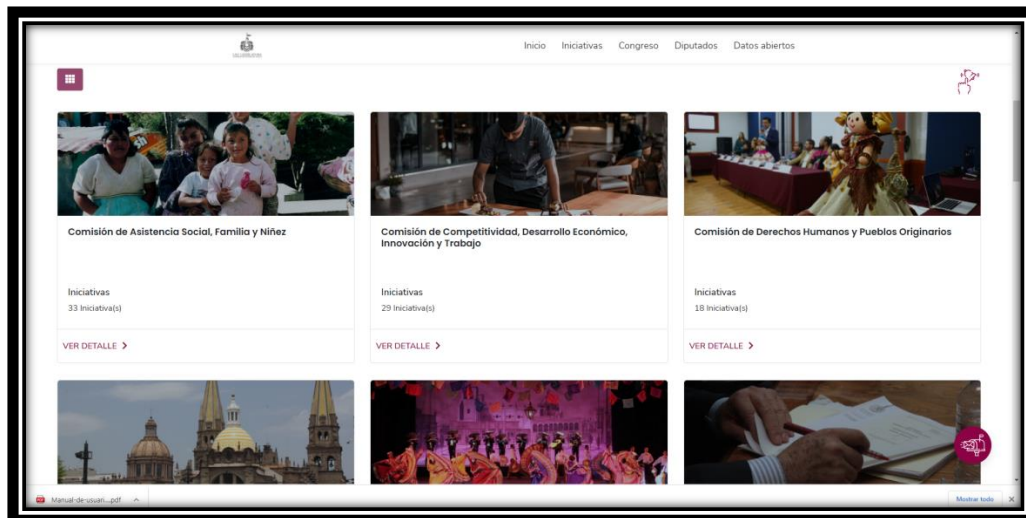 Inicio Iniciativas Congreso Diputados Datos abiertos
Comisión de Asistencia Social, Familia y Niñez
Iniciativas
33 Iniciativa(s)
VER DETALLE
Comisión de Competitividad, Desarrollo Económico,
Innovación y Trabajo
Iniciativas
29 Iniciativa(s)
VER DETALLE
Comisión de Derechos Humanos y Pueblos Originarios
Iniciativas
18 Iniciativa(s)
VER DETALLE
Manual-de-usuari....pdf
Mostrar todo